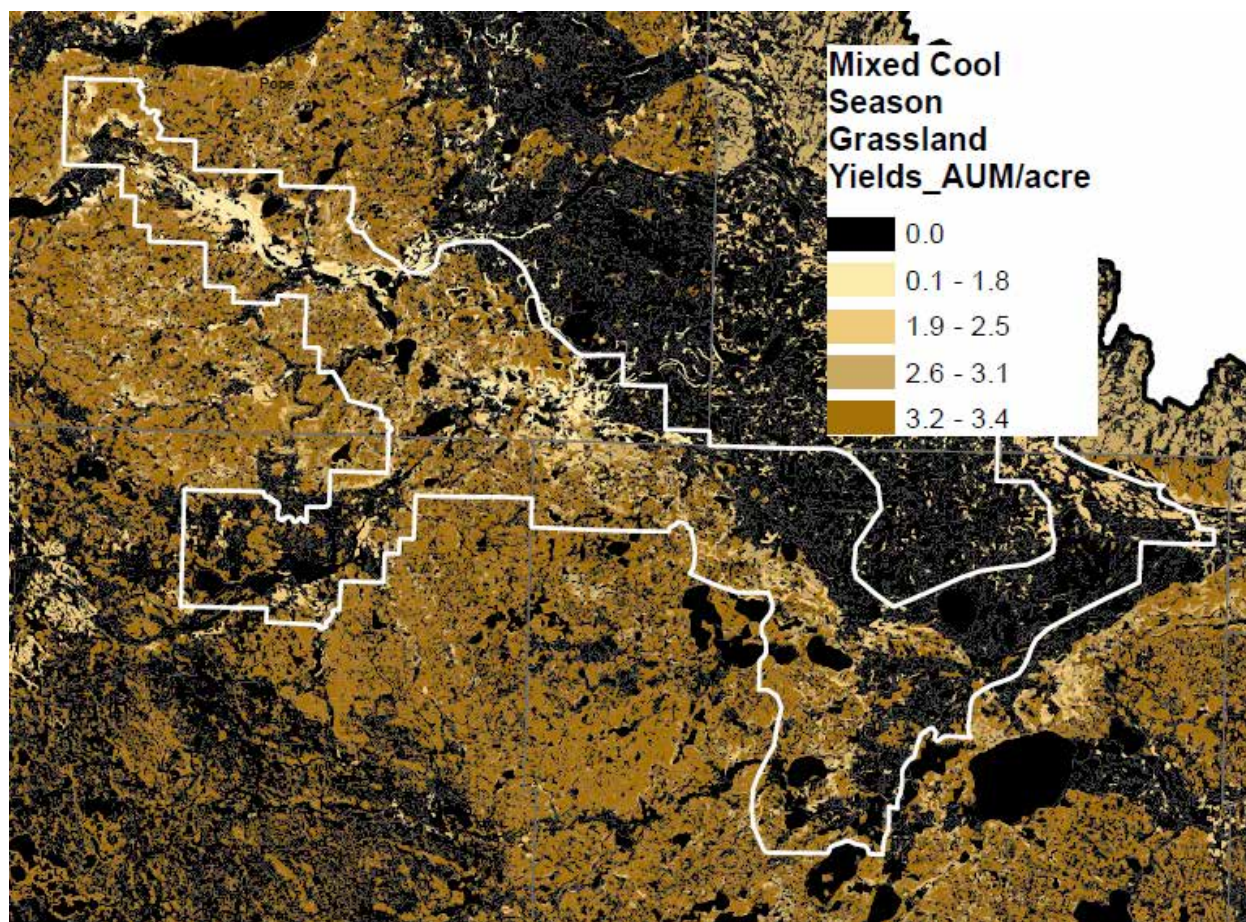 Pope
Mixed Cool
Season
Grassland
Yields_AUM/acre
0.0
0.1 - 1.8
1.9 - 2.5
2.6 - 3.1
3.2 - 3.4